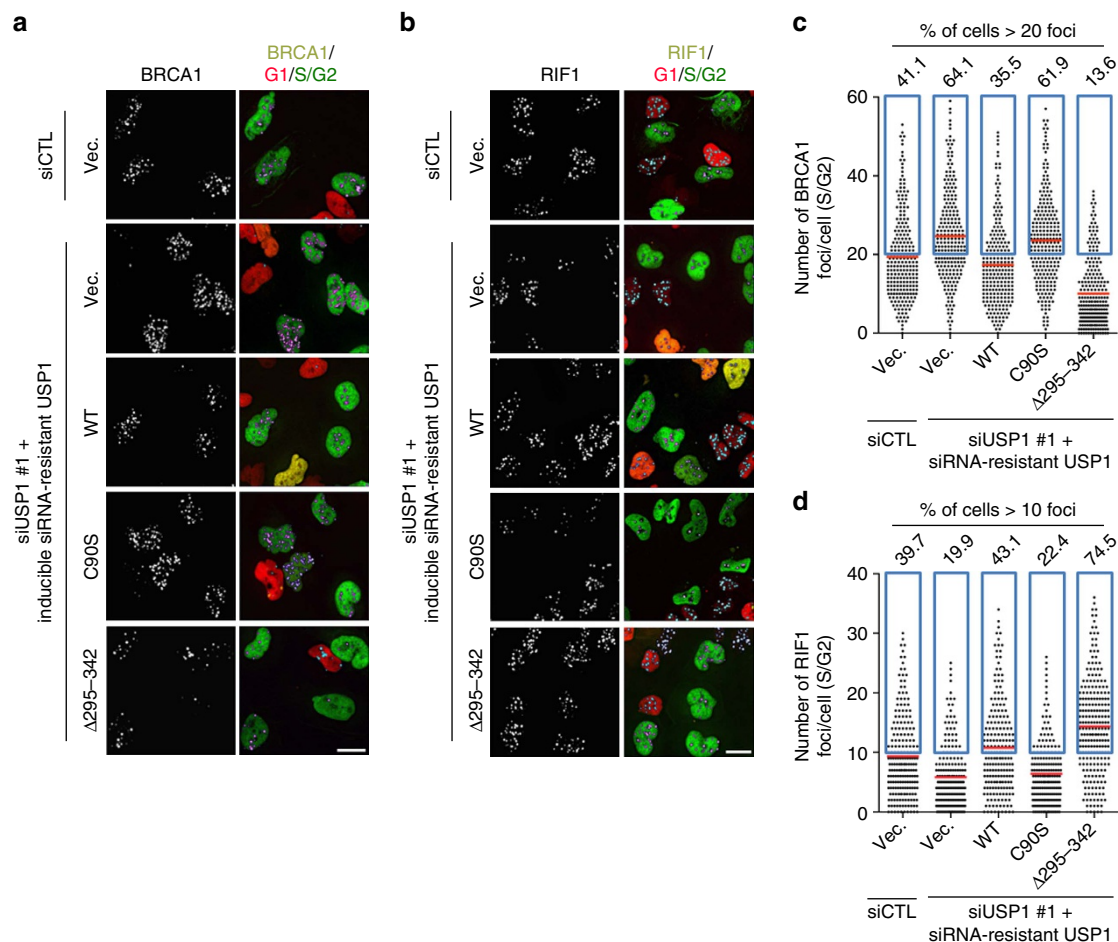 a
BRCA1
BRCA1/
G1/S/G2
siCTL
Vec.
siUSP1 #1 +
inducible siRNA-resistant USP1
Vec.
WT
C90S
Δ295–342
b
RIF1
RIF1/
G1/S/G2
siCTL
Vec.
siUSP1 #1 +
inducible siRNA-resistant USP1
Vec.
WT
C90S
Δ295–342
c
% of cells > 20 foci
41.1 64.1 35.5 61.9 13.6
Number of BRCA1
foci/cell (S/G2)
60
40
20
0
Vec. Vec. WT C90S Δ295–342
siCTL siUSP1 #1 +
siRNA-resistant USP1
d
% of cells > 10 foci
39.7 19.9 43.1 22.4 74.5
Number of RIF1
foci/cell (S/G2)
40
30
20
10
0
Vec. Vec. WT C90S Δ295–342
siCTL siUSP1 #1 +
siRNA-resistant USP1